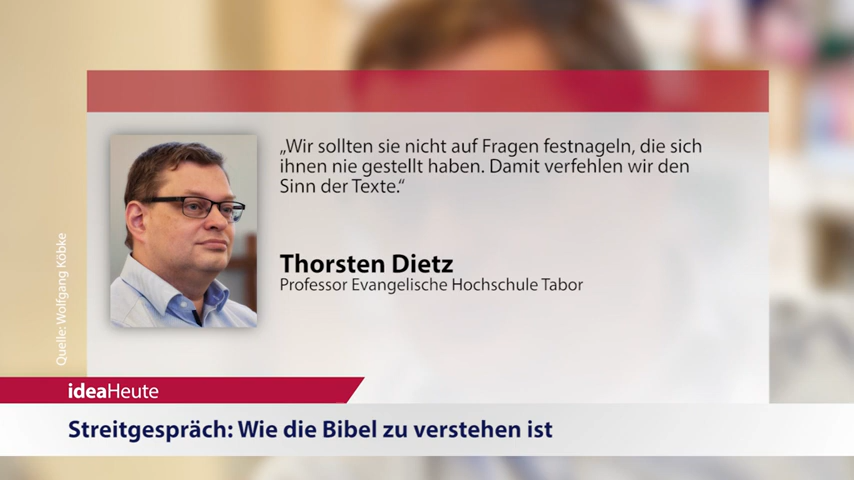 „Wir sollten sie nicht auf Fragen festnageln, die sich
ihnen nie gestellt haben. Damit verfehlen wir den
Sinn der Texte.“
Thorsten Dietz
Professor Evangelische Hochschule Tabor
Quelle: Wolfgang Köbke
ideaHeute
Streitgespräch: Wie die Bibel zu verstehen ist